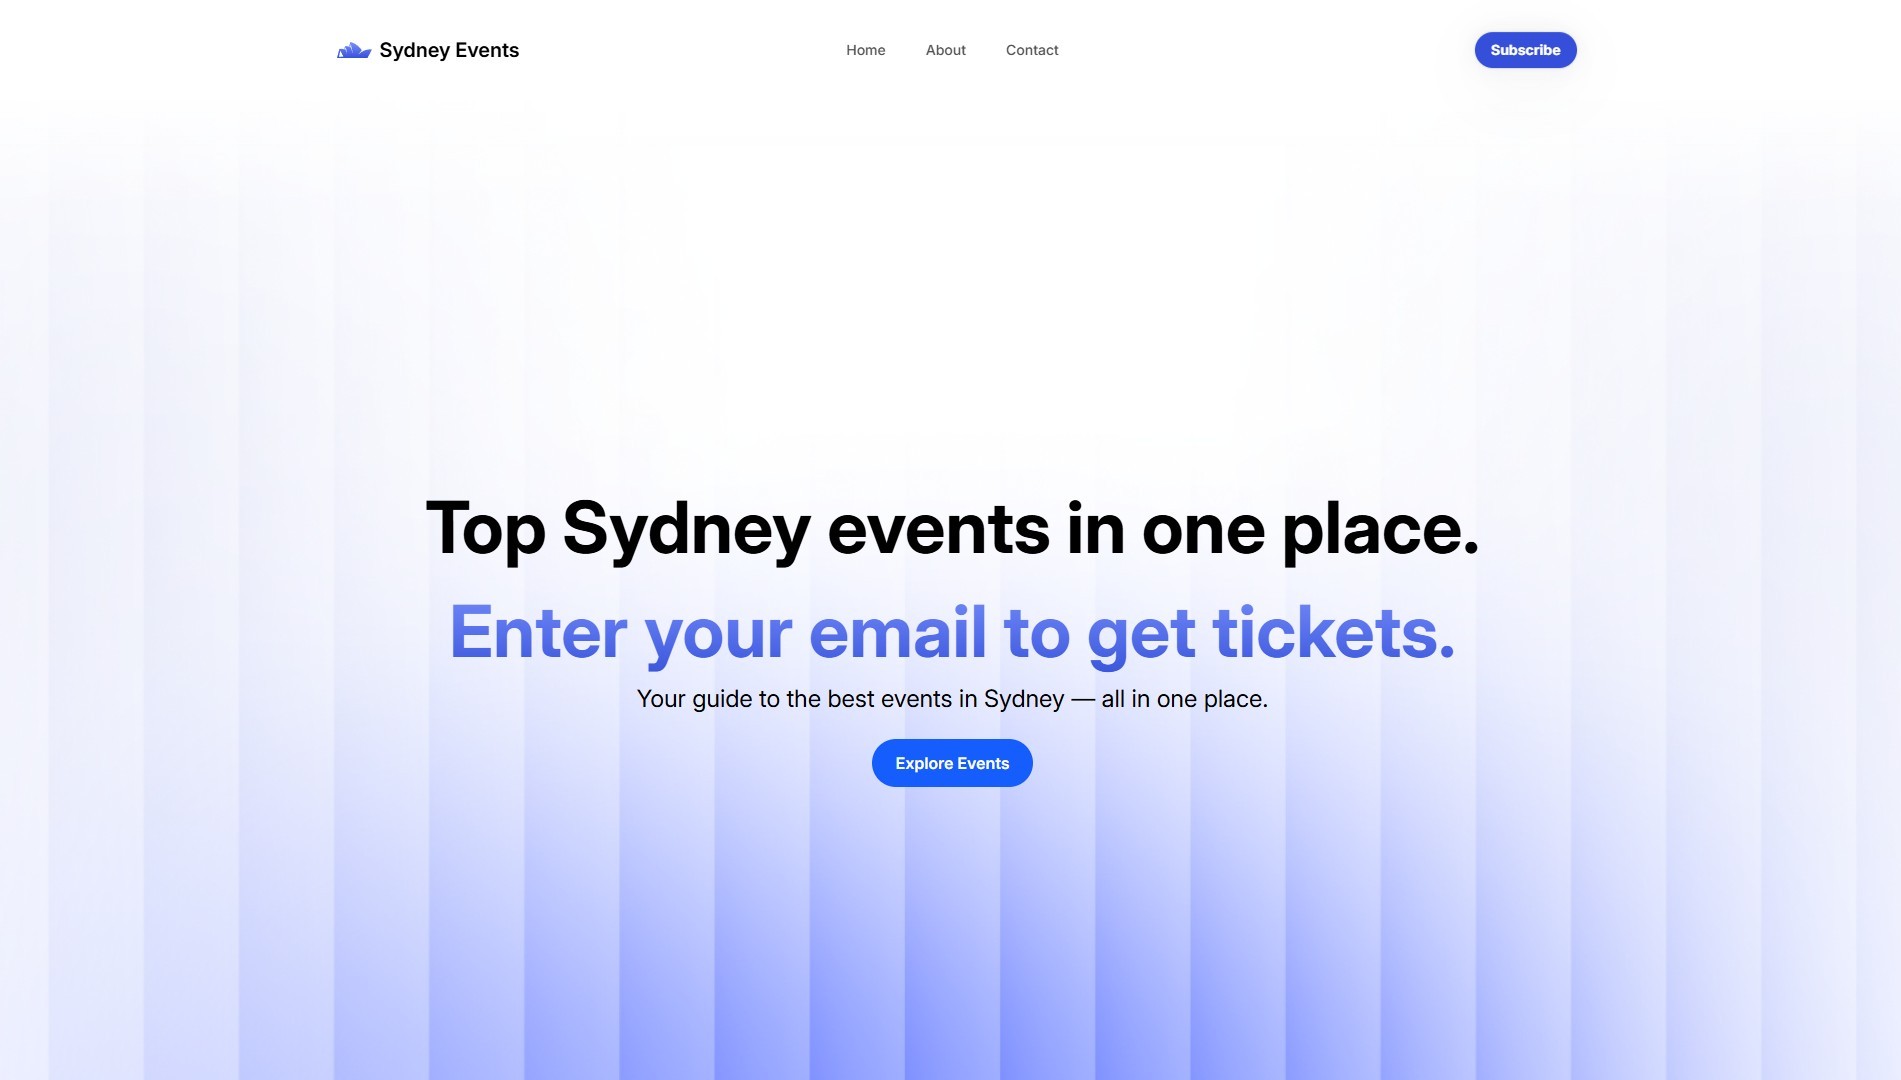 Sydney Events
Home
About
Contact
Subscribe
Top Sydney events in one place.
Enter your email to get tickets.
Your guide to the best events in Sydney — all in one place.
Explore Events